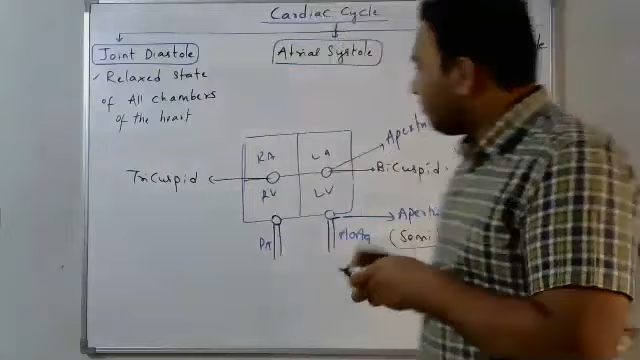 Cardiac Cycle
Joint Diastole
Atrial Systole
✓ Relaxed state
of All chambers
of the heart
RA
LA
TriCuspid
BiCuspid
RV
LV
PA
Aorta